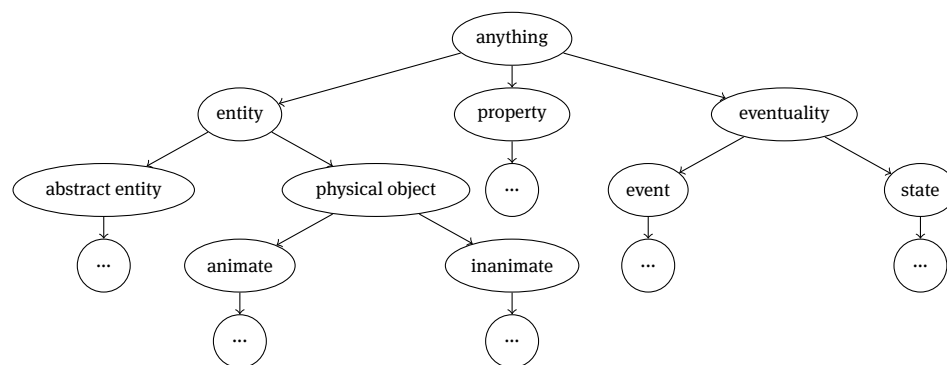 anything
entity
property
eventuality
abstract entity
physical object
...
event
state
...
animate
inanimate
...
...
...
...